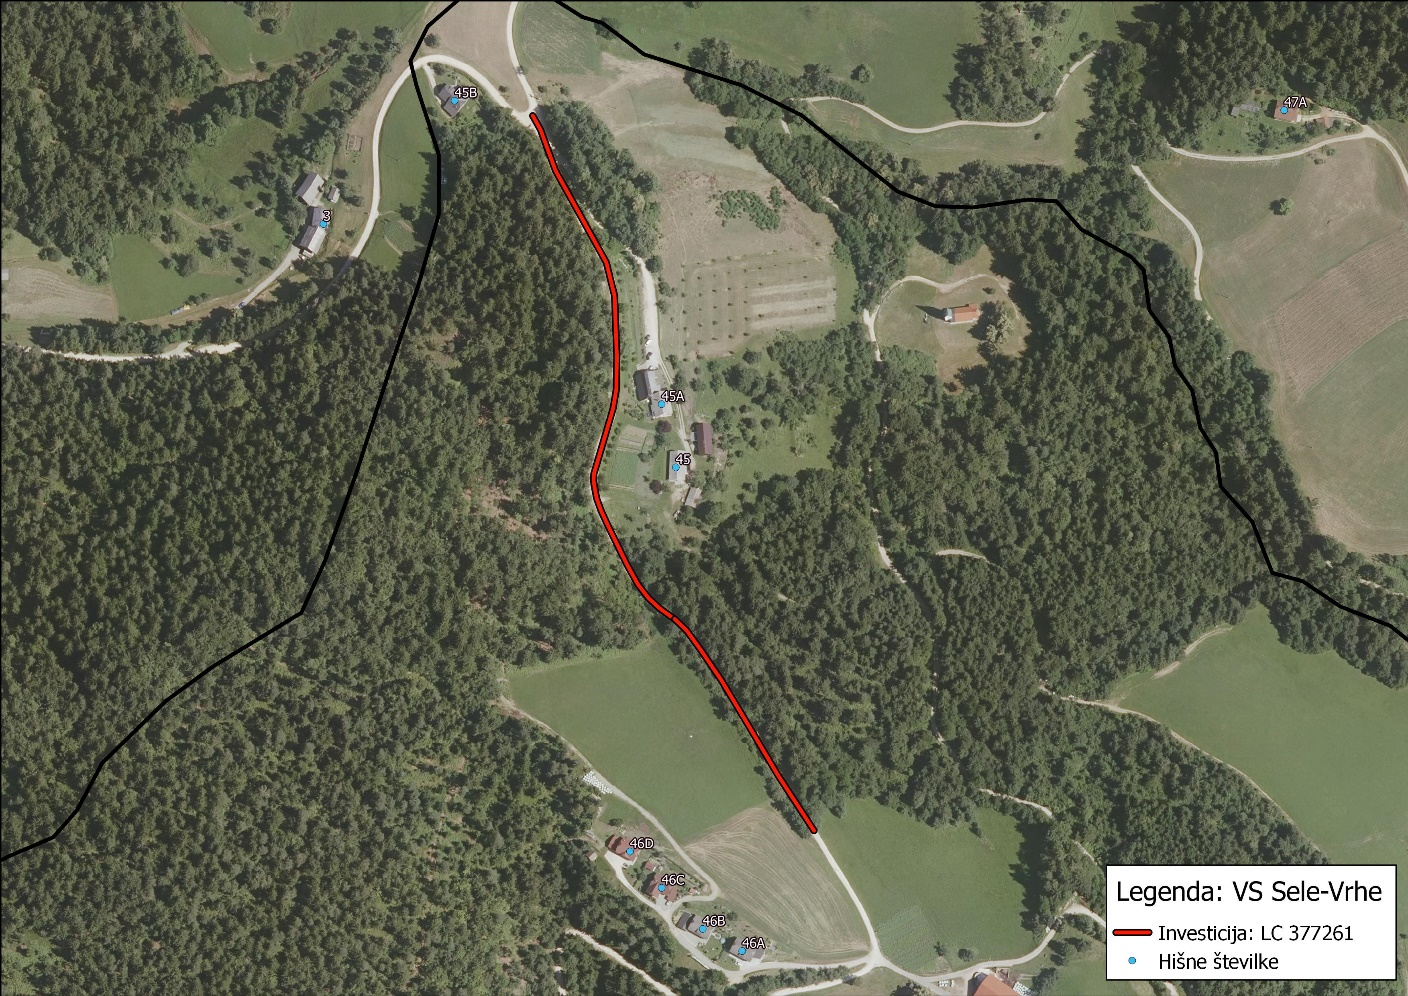 45B
47A
3
45A
45
46D
46C
46B
46A
Legenda: VS Sele-Vrhe
Investicija: LC 377261
Hišne številke